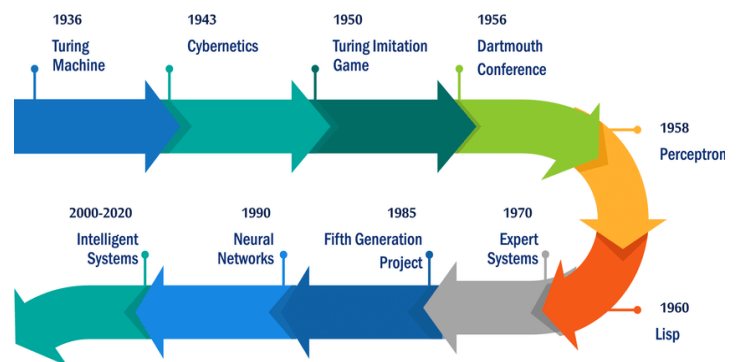 1936
Turing
Machine
1943
Cybernetics
1950
Turing Imitation
Game
1956
Dartmouth
Conference
1958
Perceptron
1960
Lisp
1970
Expert
Systems
1985
Fifth Generation
Project
1990
Neural
Networks
2000-2020
Intelligent
Systems